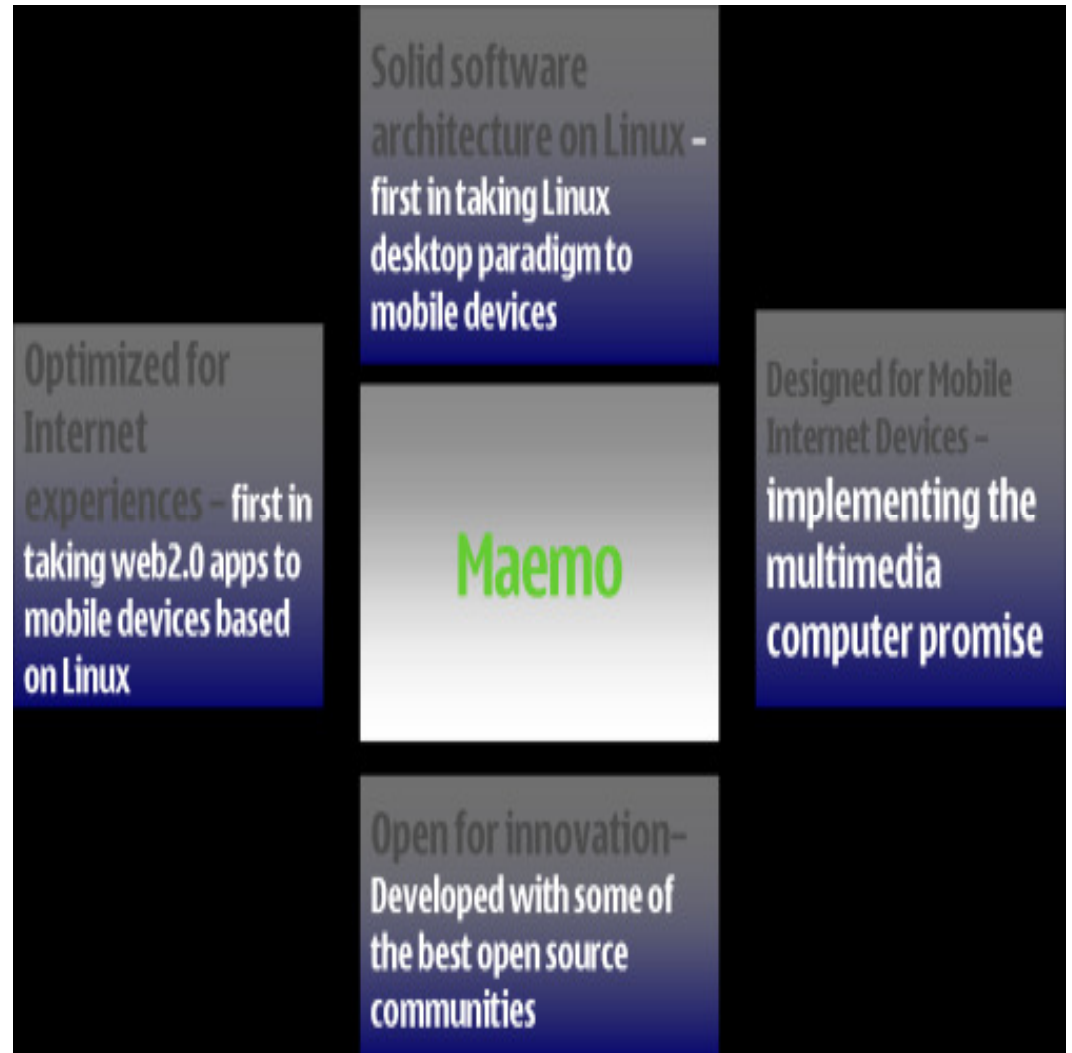 Solid software
architecture on Linux –
first in taking Linux
desktop paradigm to
mobile devices
Optimized for
Internet
experiences – first in
taking web2.0 apps to
mobile devices based
on Linux
Maemo
Designed for Mobile
Internet Devices –
implementing the
multimedia
computer promise
Open for innovation–
Developed with some of
the best open source
communities